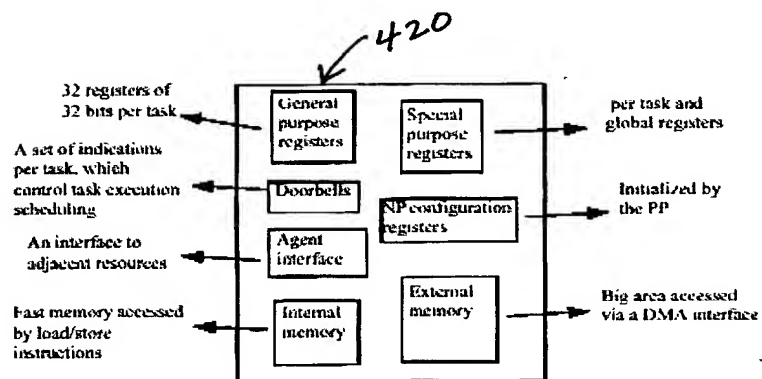 420
32 registers of
32 bits per task
General
purpose
registers
Special
purpose
registers
per task and
global registers
A set of indications
per task, which
control task execution
scheduling
Doorbells
NP configuration
registers
Initialized by
the PP
An interface to
adjacent resources
Agent
interface
Fast memory accessed
by load/store
instructions
Internal
memory
External
memory
Big area accessed
via a DMA interface